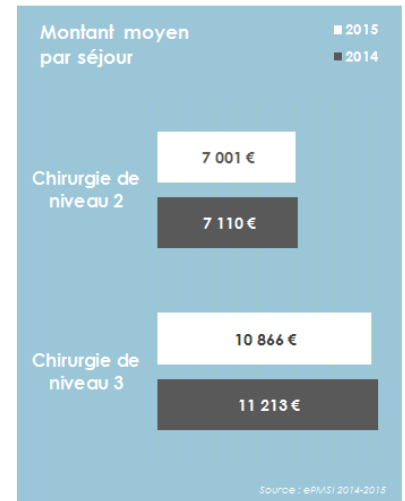 Montant moyen
par séjour
2015
2014
Chirurgie de
niveau 2
7 001 €
7 110 €
Chirurgie de
niveau 3
10 866 €
11 213 €
Source : ePMSI 2014-2015